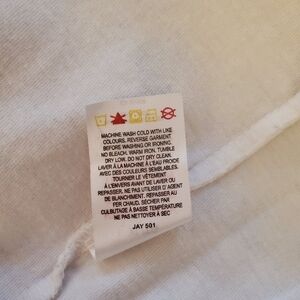 MACHINE WASH COLD WITH LIKE
COLOURS. REVERSE GARMENT
BEFORE WASHING OR IRONING
NO BLEACH. WARM IRON, TUMBLE
DRY LOW. DO NOT DRY CLEAN.
LAVER À LA MACHINE À L'EAU FROIDE
AVEC DES COULEURS SEMBLABLES.
TOURNER LE VÊTEMENT
À L'ENVERS AVANT DE LAVER OU
REPASSER. NE PAS UTILISER D'AGENT
DE BLANCHIMENT. REPASSER AU
FER CHAUD, SÉCHER PAR
CULBUTAGE À BASSE TEMPÉRATURE
NE PAS NETTOYER À SEC
JAY 501